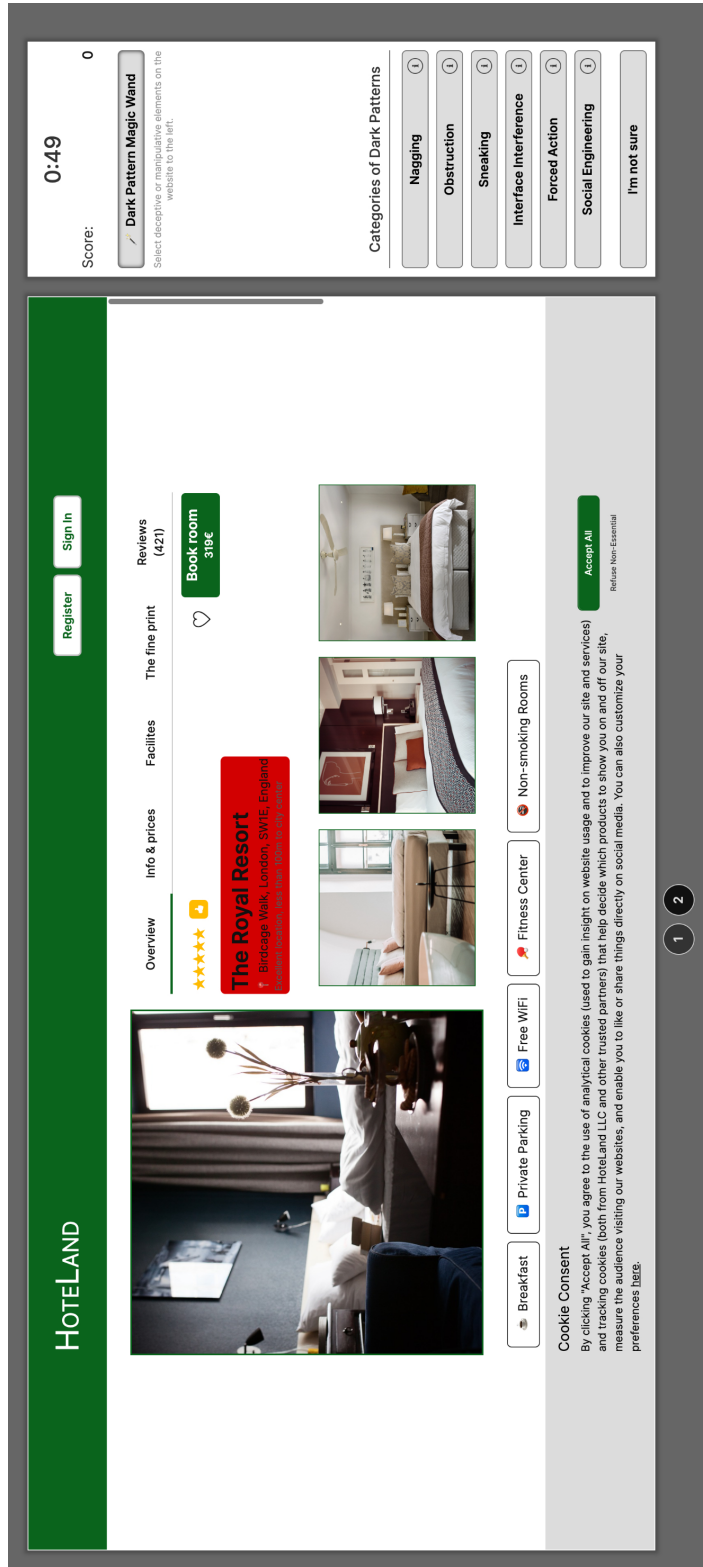 HOTELAND
Register
Sign In
Overview
Info & prices
Facilites
The fine print
Reviews
(421)
Book room
319€
The Royal Resort
Birdcage Walk, London, SW1E, England
Breakfast
P Private Parking
Free WiFi
Fitness Center
Non-smoking Rooms
Cookie Consent
By clicking "Accept All", you agree to the use of analytical cookies (used to gain insight on website usage and to improve our site and services)
and tracking cookies (both from HoteLand LLC and other trusted partners) that help decide which products to show you on and off our site,
measure the audience visiting our websites, and enable you to like or share things directly on social media. You can also customize your
preferences here.
Accept All
Refuse Non-Essential
0:49
Score:
0
Dark Pattern Magic Wand
Select deceptive or manipulative elements on the
website to the left.
Categories of Dark Patterns
Nagging
Obstruction
Sneaking
Interface Interference
Forced Action
Social Engineering
I'm not sure
1
2